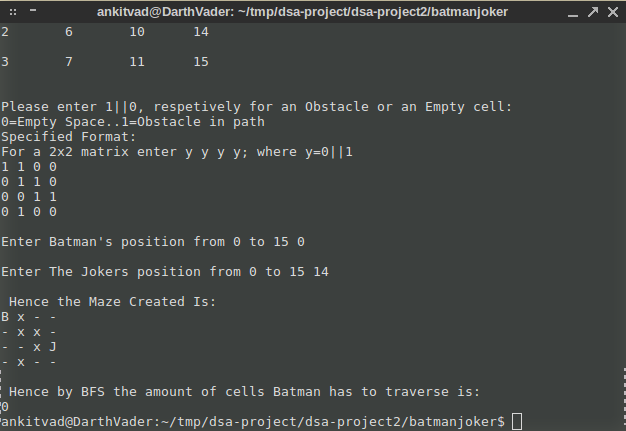 ankitvad@DarthVader: ~/tmp/dsa-project/dsa-project2/batmanjoker
2 6 10 14
3 7 11 15
Please enter 1||0, respetively for an Obstacle or an Empty cell:
0=Empty Space..1=Obstacle in path
Specified Format:
For a 2x2 matrix enter y y y y; where y=0||1
1 1 0 0
0 1 1 0
0 0 1 1
0 1 0 0
Enter Batman's position from 0 to 15 0
Enter The Jokers position from 0 to 15 14
Hence the Maze Created Is:
B x - -
- x x -
- - x J
- x - -
Hence by BFS the amount of cells Batman has to traverse is:
0
ankitvad@DarthVader:~/tmp/dsa-project/dsa-project2/batmanjoker$